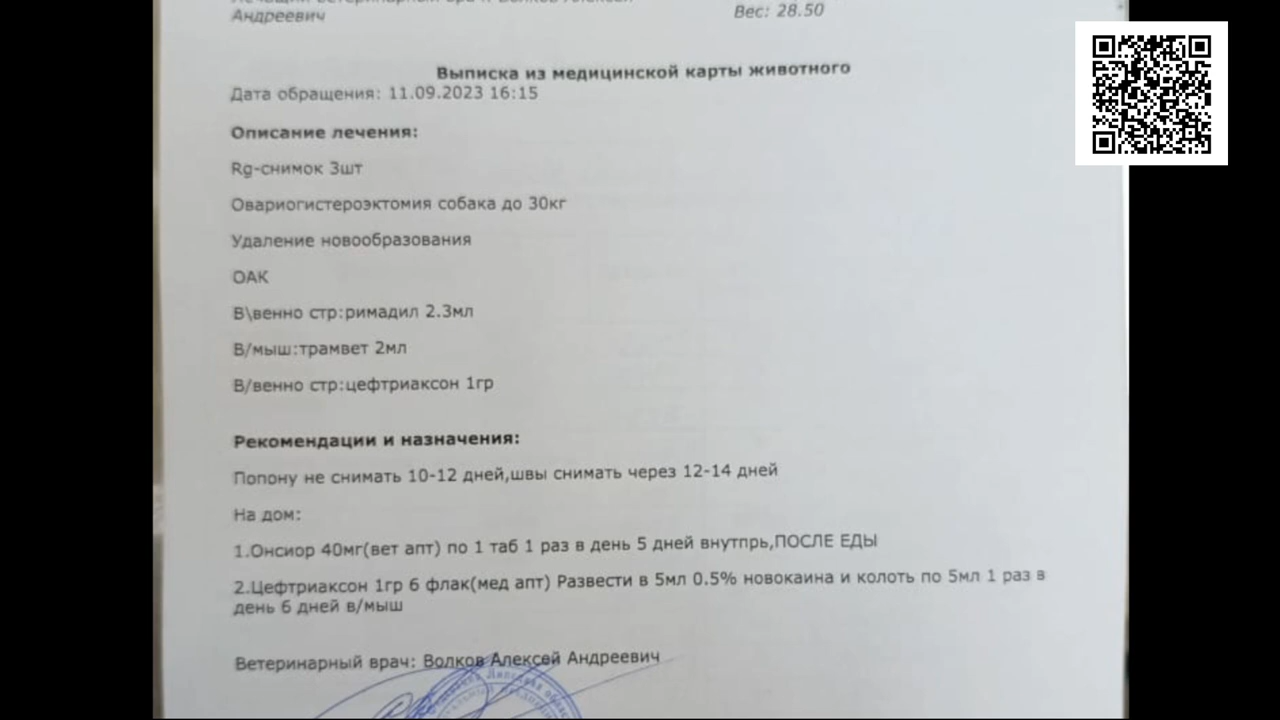 Лечащий ветеринарный врач: Волков Алексей
Андреевич
Вес: 28.50
Выписка из медицинской карты животного
Дата обращения: 11.09.2023 16:15
Описание лечения:
Rg-снимок 3шт
Овариогистероэктомия собака до 30кг
Удаление новообразования
ОАК
В\венно стр:римадил 2.3мл
В/мыш:трамвет 2мл
В/венно стр:цефтриаксон 1гр
Рекомендации и назначения:
Попону не снимать 10-12 дней,швы снимать через 12-14 дней
На дом:
1.Онсиор 40мг(вет апт) по 1 таб 1 раз в день 5 дней внутпрь,ПОСЛЕ ЕДЫ
2.Цефтриаксон 1гр 6 флак(мед апт) Развести в 5мл 0.5% новокаина и колоть по 5мл 1 раз в
день 6 дней в/мыш
Ветеринарный врач: Волков Алексей Андреевич